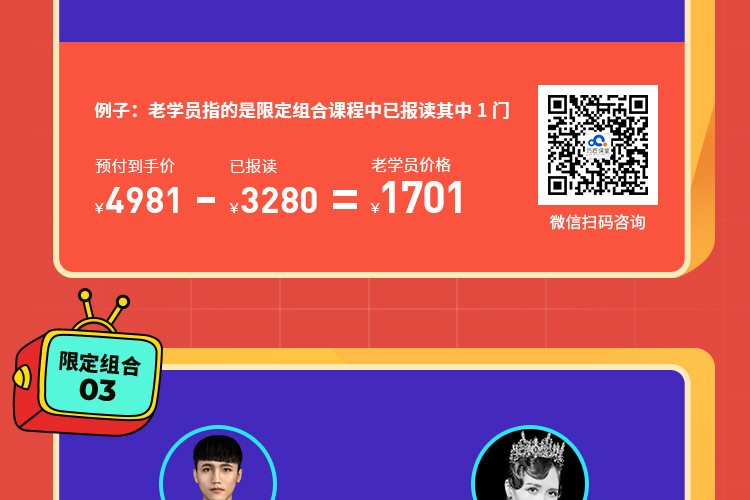 例子：老学员指的是限定组合课程中已报读其中 1 门
预付到手价 已报读 老学员价格
¥4981 - ¥3280 = ¥1701
微信扫码咨询
限定组合
03